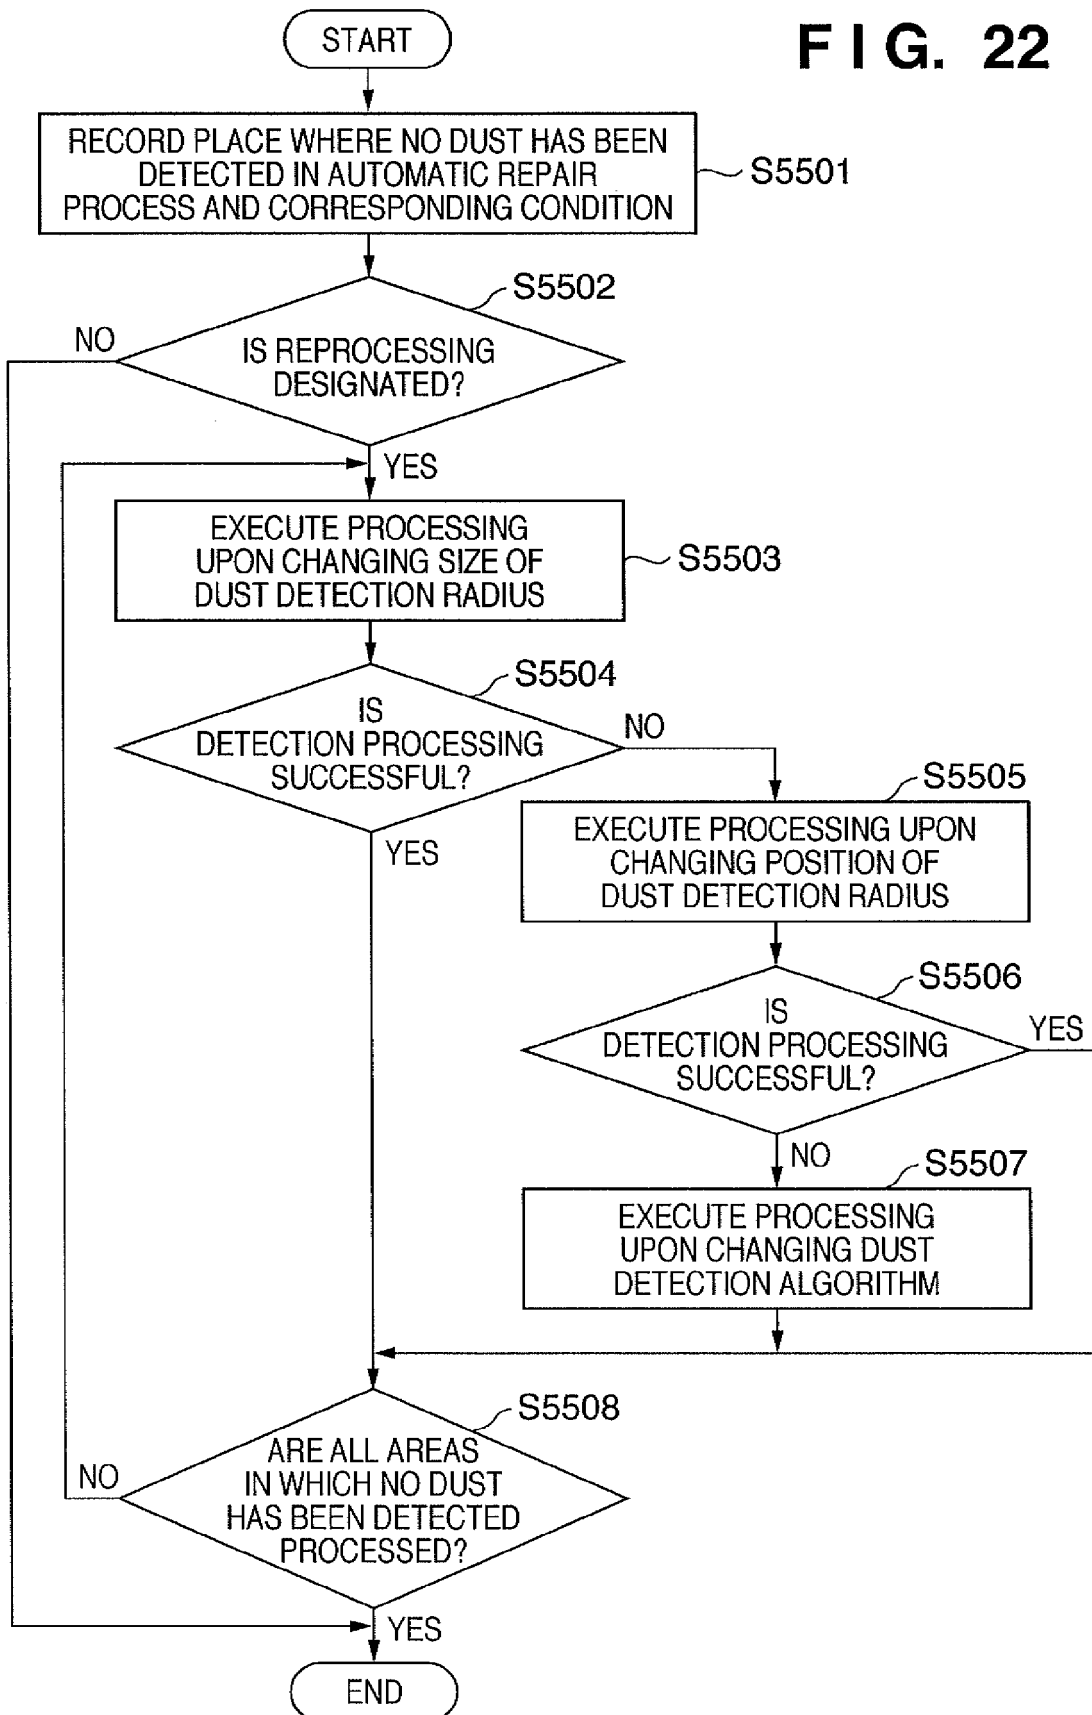 START
FIG. 22
RECORD PLACE WHERE NO DUST HAS BEEN
DETECTED IN AUTOMATIC REPAIR
PROCESS AND CORRESPONDING CONDITION
S5501
S5502
NO
IS REPROCESSING
DESIGNATED?
YES
EXECUTE PROCESSING
UPON CHANGING SIZE OF
DUST DETECTION RADIUS
S5503
S5504
IS
DETECTION PROCESSING
SUCCESSFUL?
NO
YES
S5505
EXECUTE PROCESSING UPON
CHANGING POSITION OF
DUST DETECTION RADIUS
S5506
IS
DETECTION PROCESSING
SUCCESSFUL?
YES
NO
S5507
EXECUTE PROCESSING
UPON CHANGING DUST
DETECTION ALGORITHM
S5508
ARE ALL AREAS
IN WHICH NO DUST
HAS BEEN DETECTED
PROCESSED?
NO
YES
END